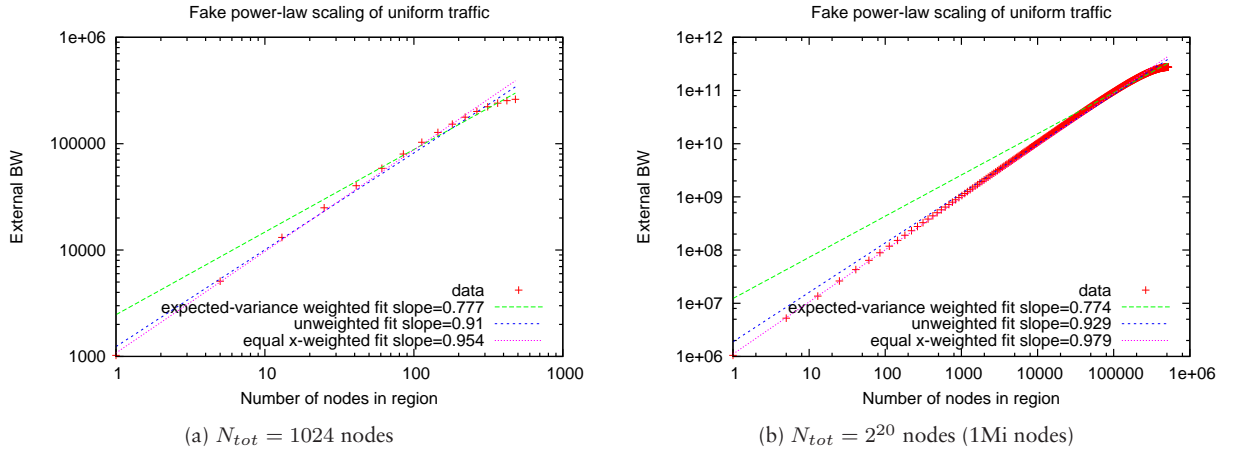 Fake power-law scaling of uniform traffic
1e+06
100000
10000
1000
1
10
100
1000
External BW
Number of nodes in region
data
expected-variance weighted fit slope=0.777
unweighted fit slope=0.91
equal x-weighted fit slope=0.954
(a) N_{tot} = 1024 nodes
Fake power-law scaling of uniform traffic
1e+12
1e+11
1e+10
1e+09
1e+08
1e+07
1e+06
1
10
100
1000
10000
100000
1e+06
External BW
Number of nodes in region
data
expected-variance weighted fit slope=0.774
unweighted fit slope=0.929
equal x-weighted fit slope=0.979
(b) N_{tot} = 2^{20} nodes (1Mi nodes)